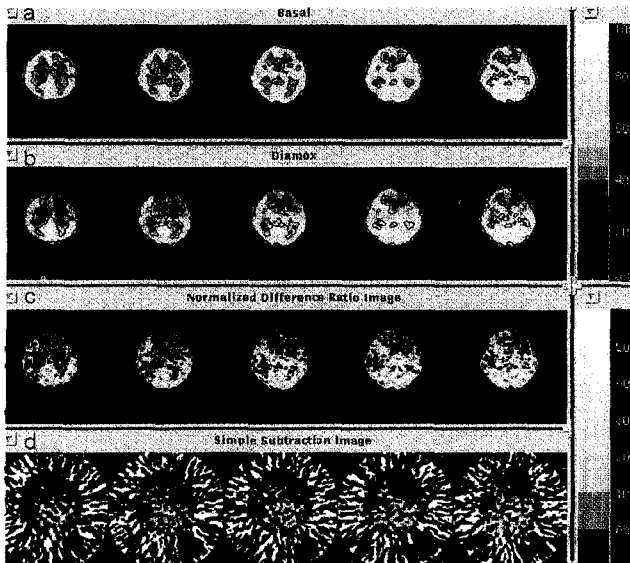 a
Basal
b
Diamox
c
Normalized Difference Ratio Image
d
Simple Subtraction Image